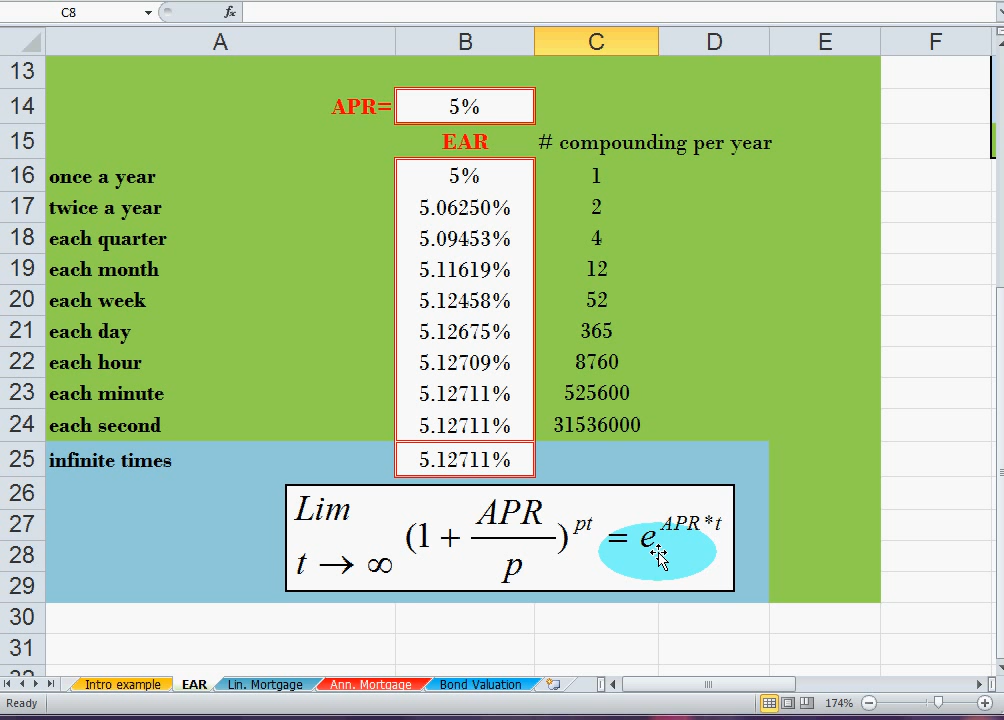 C8 fx
A B C D E F
13
14 APR= 5%
15 EAR # compounding per year
16 once a year 5% 1
17 twice a year 5.06250% 2
18 each quarter 5.09453% 4
19 each month 5.11619% 12
20 each week 5.12458% 52
21 each day 5.12675% 365
22 each hour 5.12709% 8760
23 each minute 5.12711% 525600
24 each second 5.12711% 31536000
25 infinite times 5.12711%
26
27
28
29
Lim t → ∞ (1 + APR/p)^pt = e^APR*t
30
31
Intro example EAR Lin. Mortgage Ann. Mortgage Bond Valuation
Ready 174%